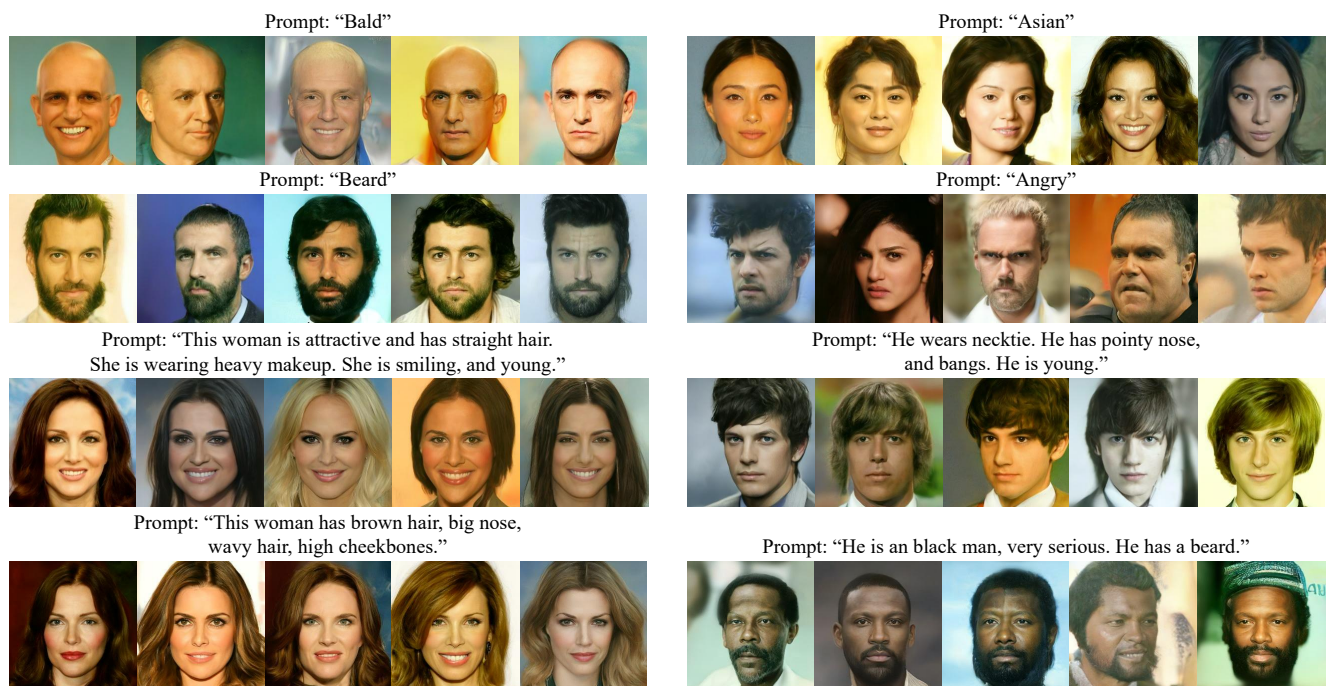 Prompt: “Bald”
Prompt: “Asian”
Prompt: “Beard”
Prompt: “Angry”
Prompt: “This woman is attractive and has straight hair.
She is wearing heavy makeup. She is smiling, and young.”
Prompt: “He wears necktie. He has pointy nose,
and bangs. He is young.”
Prompt: “This woman has brown hair, big nose,
wavy hair, high cheekbones.”
Prompt: “He is an black man, very serious. He has a beard.”